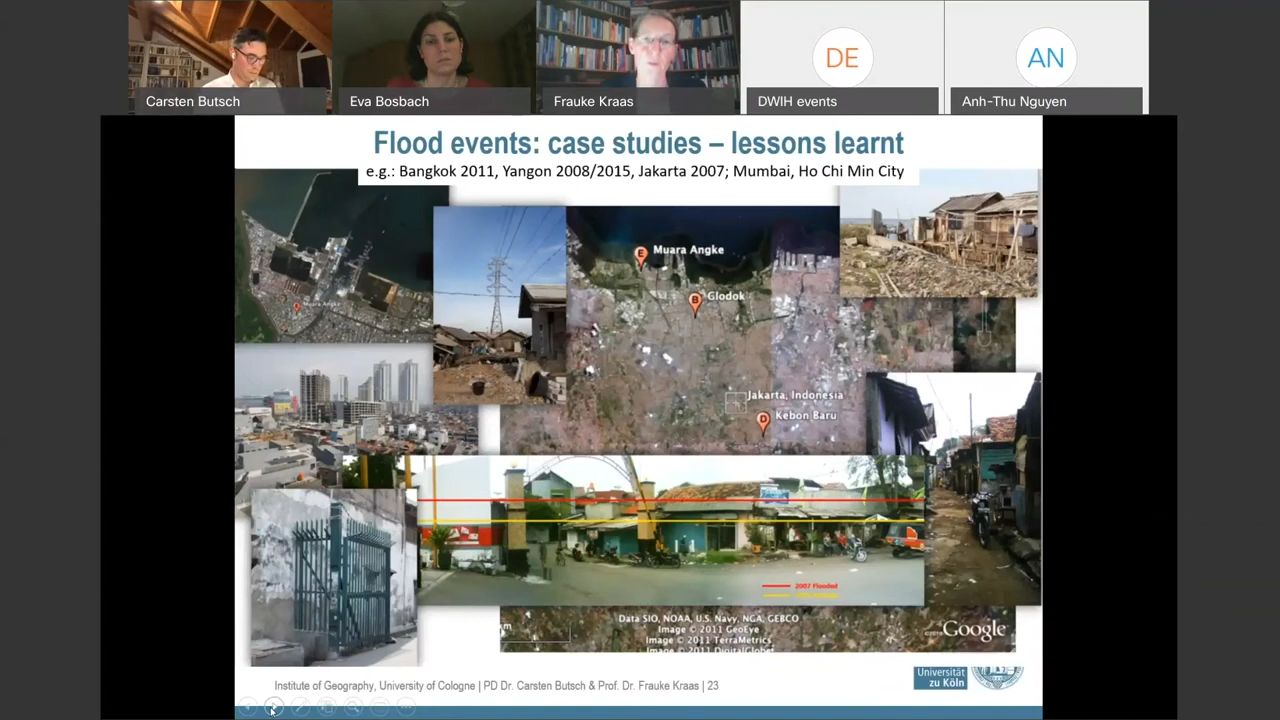 DE
AN
Carsten Butsch
Eva Bosbach
Frauke Kraas
DWIH events
Anh-Thu Nguyen
Flood events: case studies – lessons learnt
e.g.: Bangkok 2011, Yangon 2008/2015, Jakarta 2007; Mumbai, Ho Chi Min City
E
Muara Angke
B
Glodok
Muara Angke
Jakarta, Indonesia
D
Kebon Baru
2007 Flooded
Data SIO, NOAA, U.S. Navy, NGA, GEBCO
Image © 2011 GeoEye
Image © 2011 TerraMetrics
Image © 2011 DigitalGlobe
Google
Institute of Geography, University of Cologne | PD Dr. Carsten Butsch & Prof. Dr. Frauke Kraas | 23
Universität
zu Köln